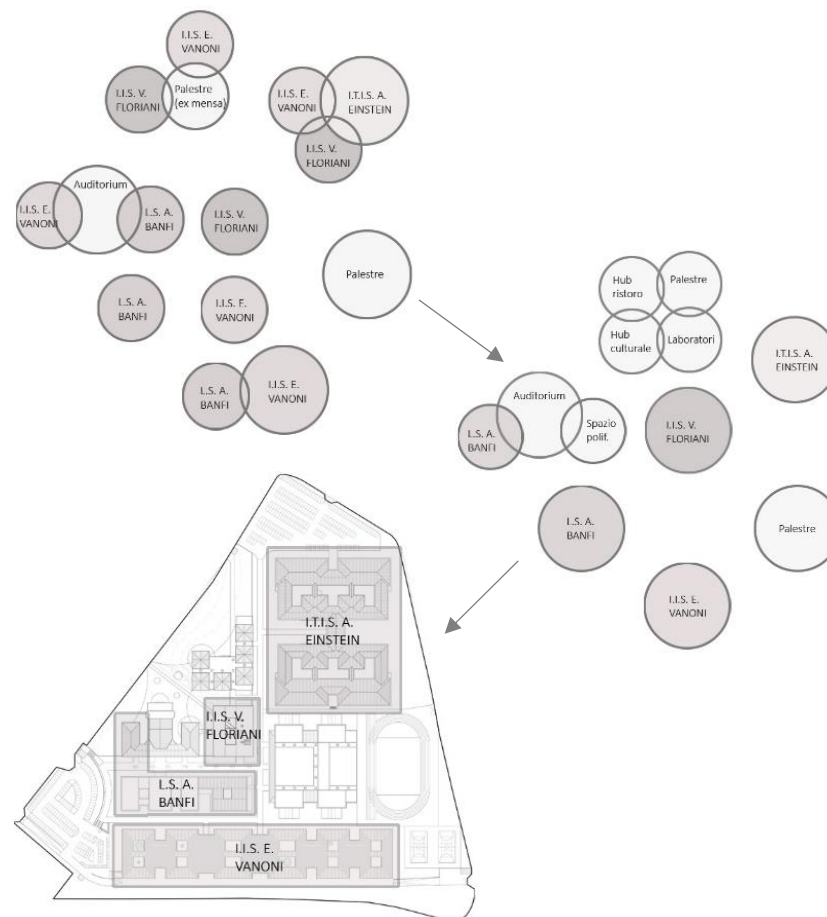 I.I.S. E.
VANONI
I.I.S. V.
FLORIANI
Palestre
(ex mensa)
I.I.S. E.
VANONI
I.T.I.S. A.
EINSTEIN
I.I.S. V.
FLORIANI
Auditorium
I.I.S. E.
VANONI
L.S. A.
BANFI
I.I.S. V.
FLORIANI
Palestre
L.S. A.
BANFI
I.I.S. E.
VANONI
L.S. A.
BANFI
I.I.S. E.
VANONI
Hub
ristoro
Palestre
Hub
culturale
Laboratori
I.T.I.S. A.
EINSTEIN
Auditorium
L.S. A.
BANFI
Spazio
polif.
I.I.S. V.
FLORIANI
L.S. A.
BANFI
Palestre
I.I.S. E.
VANONI
I.T.I.S. A.
EINSTEIN
I.I.S. V.
FLORIANI
L.S. A.
BANFI
I.I.S. E.
VANONI